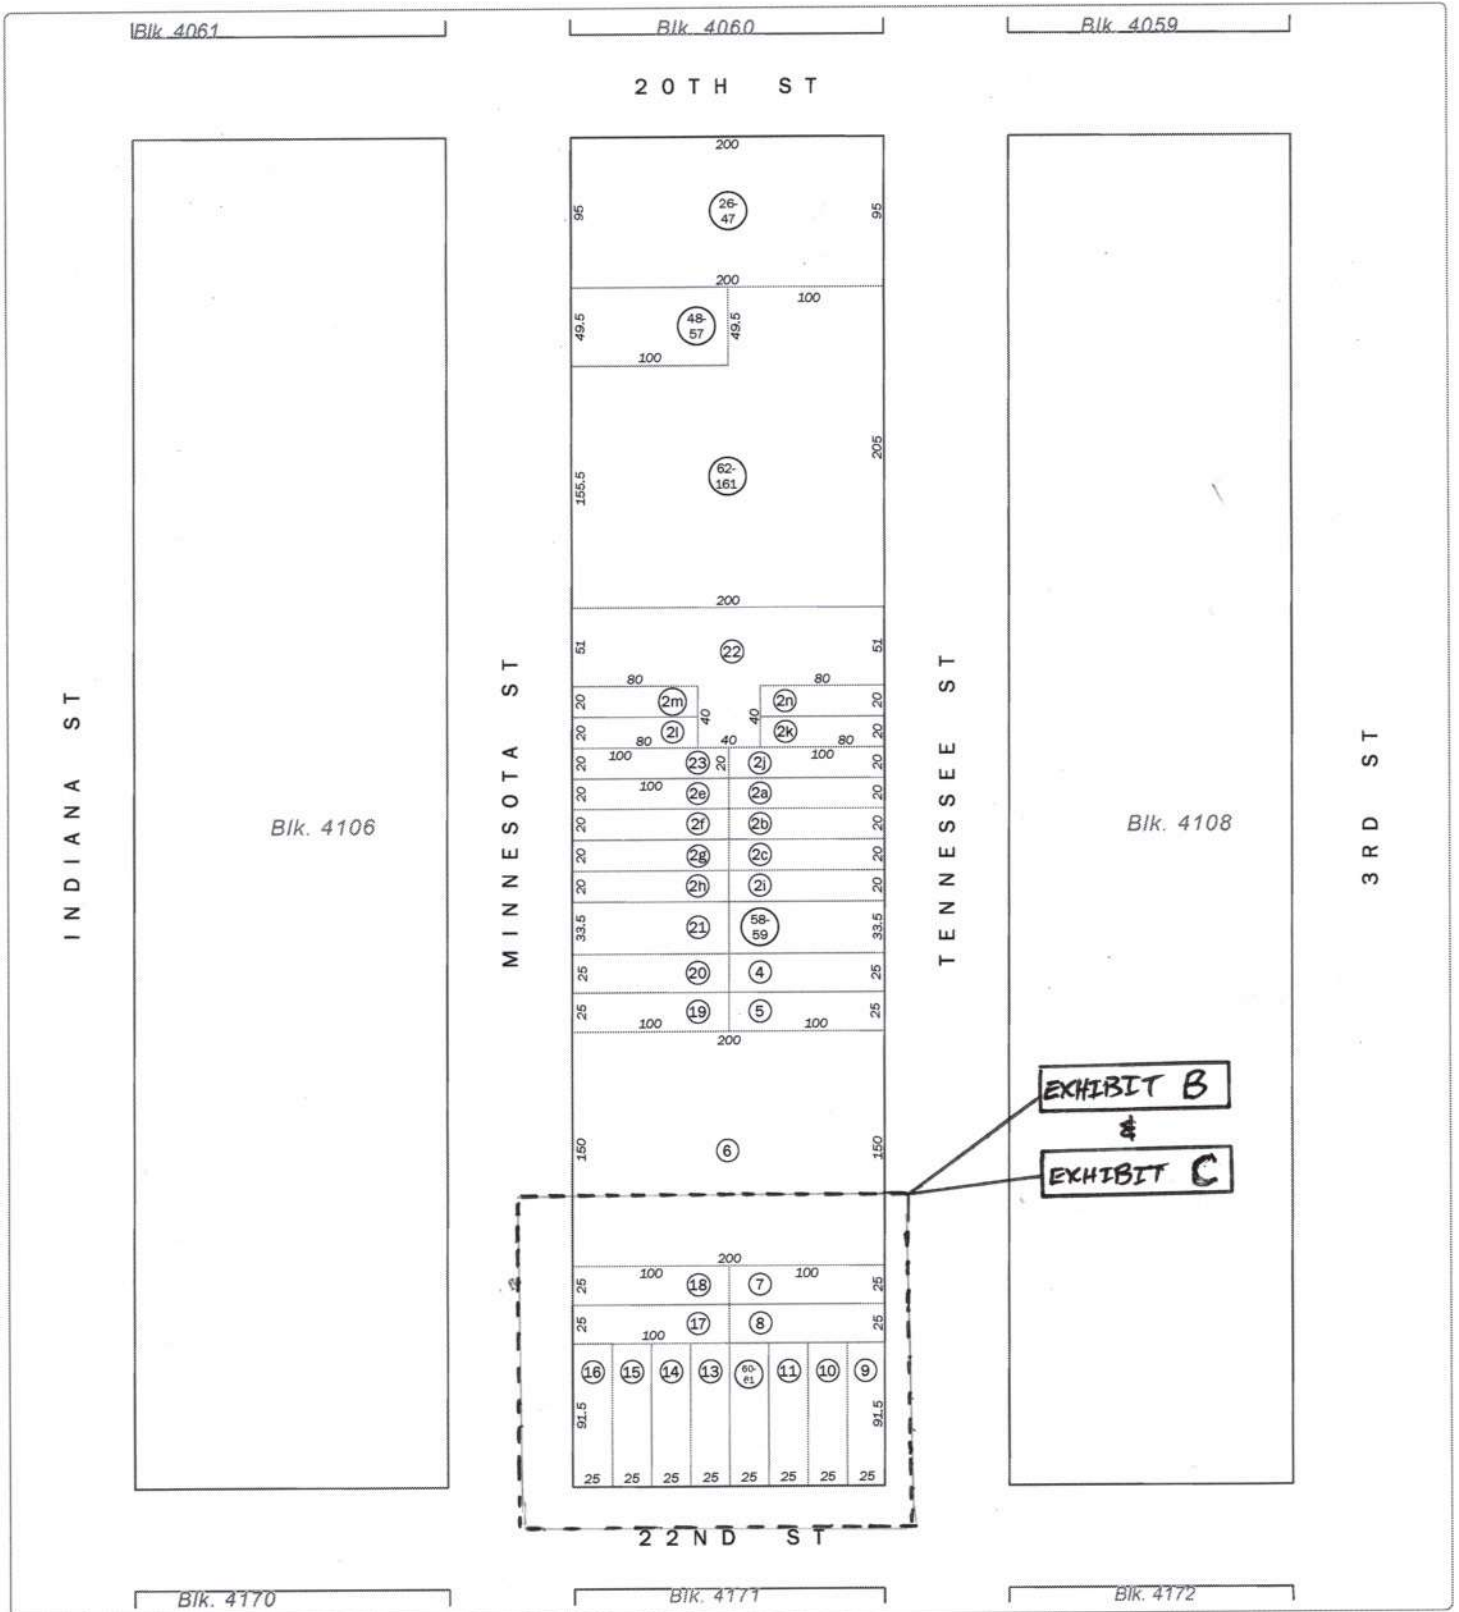 Blk. 4061 Blk. 4060 Blk. 4059
20TH ST
200
95 26-47 95
200
100
49.5 48-57 49.5
100
205
155.5 62-161
200
51 22 51
80 80
20 2m 2n 20
40 40
20 2l 2k 20
80 40 80
100 100
20 23 20 2j 20
100
20 2e 2a 20
20 2f 2b 20
20 2g 2c 20
20 2h 2i 20
33.5 21 58-59 33.5
25 20 4 25
25 19 5 25
100 100
200
150 6 150
200
100 100
25 18 7 25
25 17 8 25
100
16 15 14 13 60-61 11 10 9
91.5 91.5
25 25 25 25 25 25 25 25
22ND ST
INDIANA ST
Blk. 4106
MINNESOTA ST
TENNESSEE ST
Blk. 4108
3RD ST
EXHIBIT B
&
EXHIBIT C
Blk. 4170 Blk. 4171 Blk. 4172